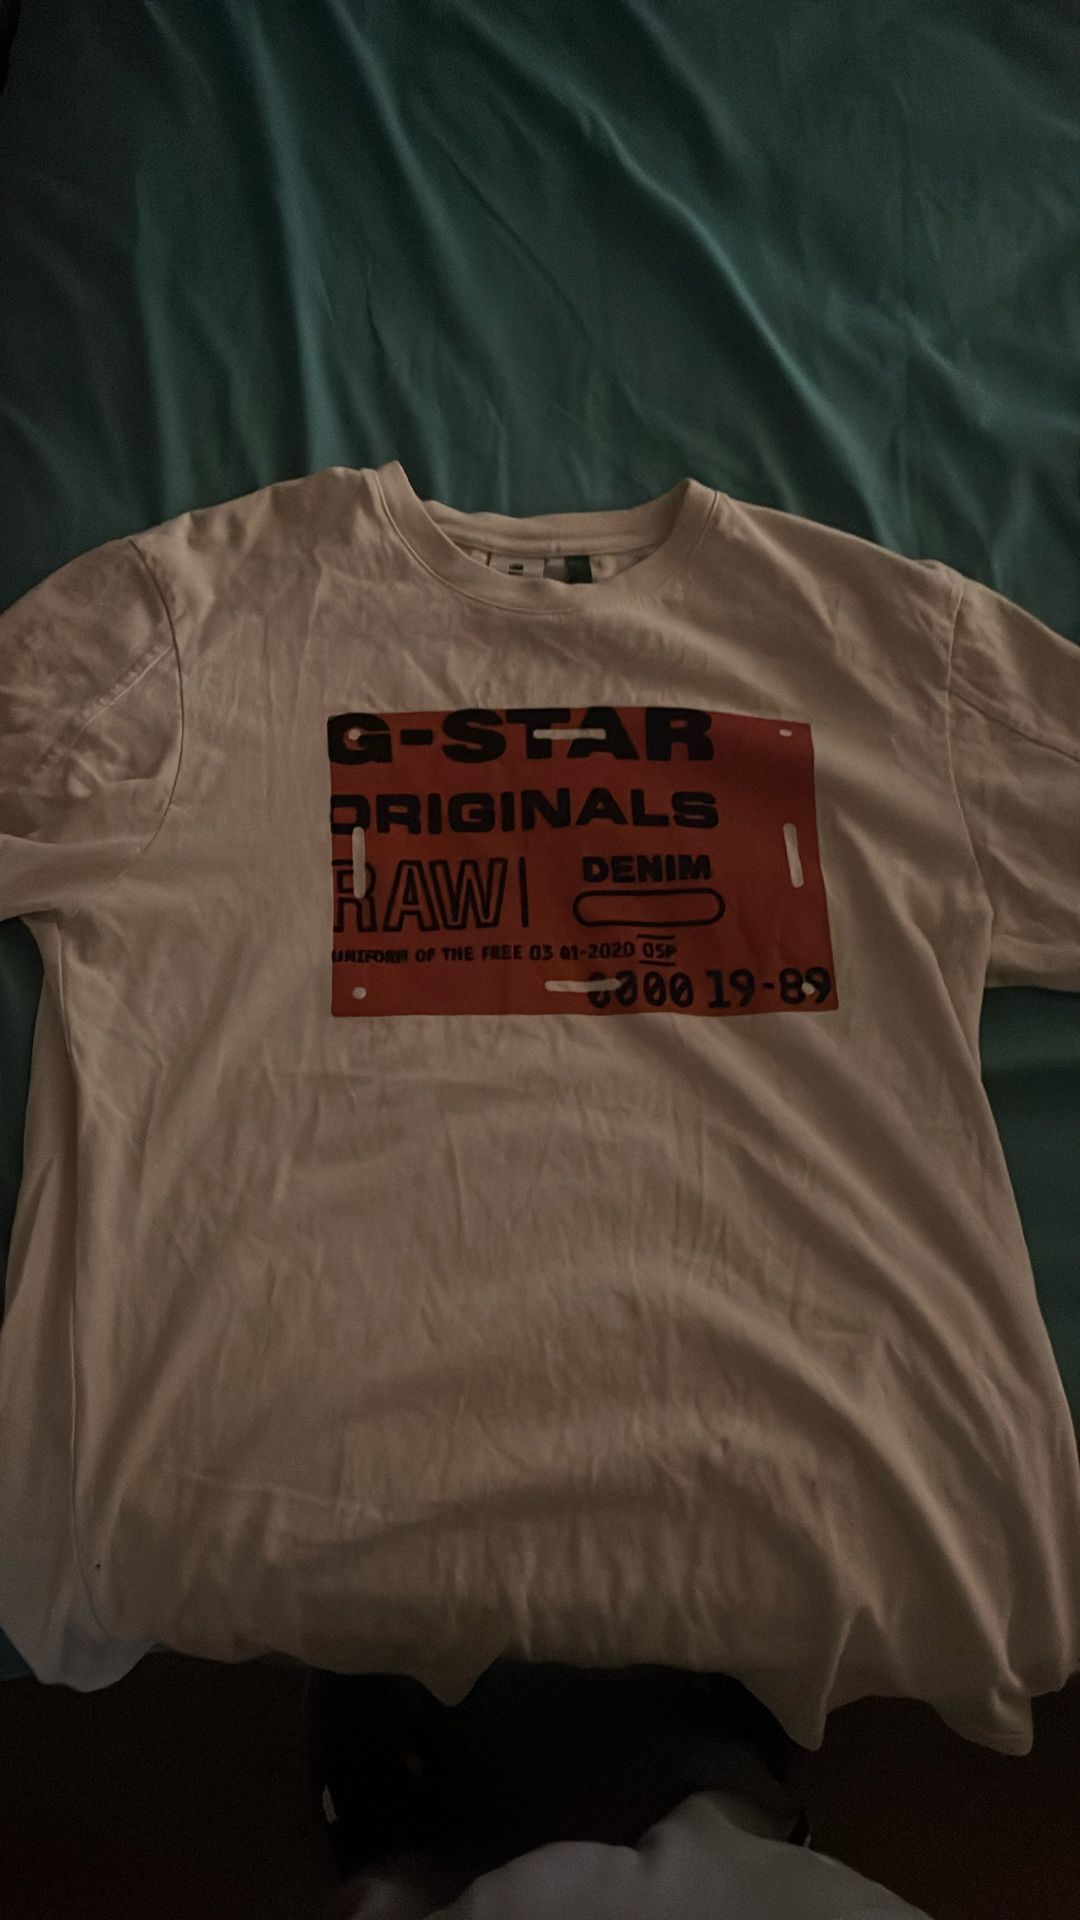 G-STAR
ORIGINALS
RAW DENIM
UNIFORM OF THE FREE 03 01-2020 05P
0000 19-89